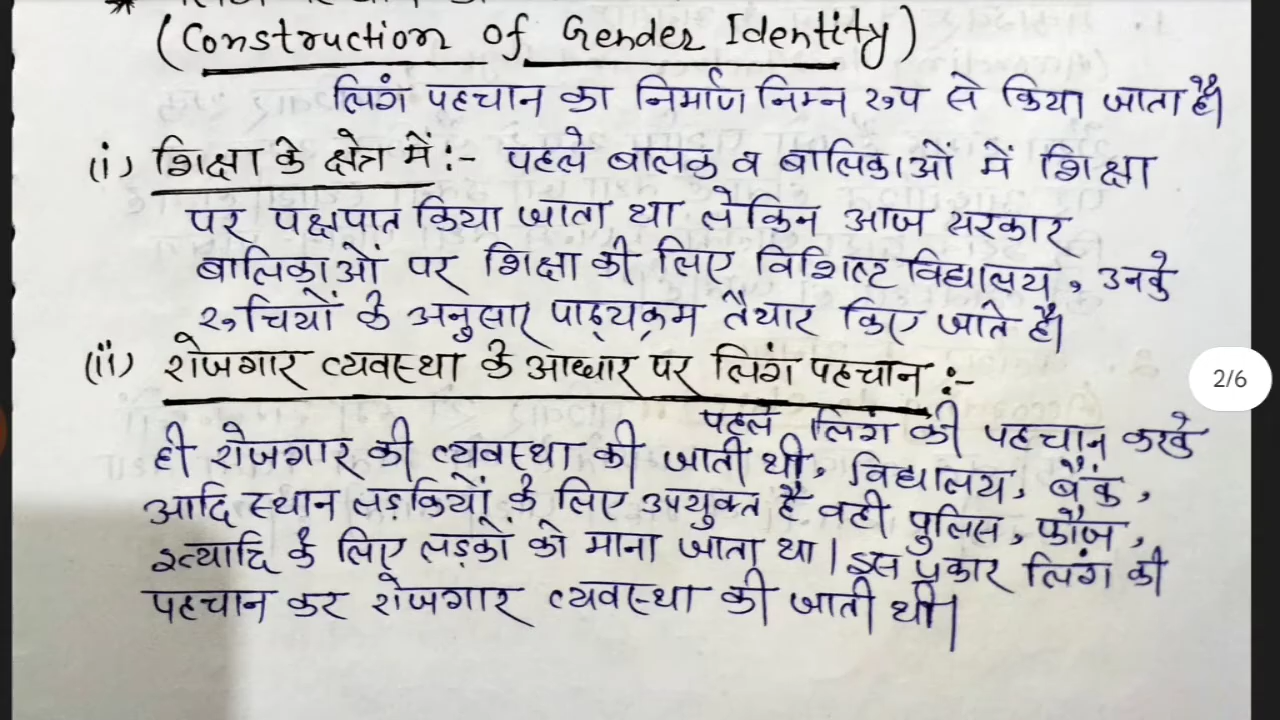 (Construction of Gender Identity)
लिंग पहचान का निर्माण निम्न रूप से किया जाता है।
(i) शिक्षा के क्षेत्र में :- पहले बालक व बालिकाओं में शिक्षा
पर पक्षपात किया जाता था लेकिन आज सरकार
बालिकाओं पर शिक्षा की लिए विशिष्ट विद्यालय, उनके
रूचियों के अनुसार पाठ्यक्रम तैयार किए जाते है।
(ii) रोजगार व्यवस्था के आधार पर लिंग पहचान :-
पहले लिंग की पहचान करके
ही रोजगार की व्यवस्था की जाती थी, विद्यालय, बैंक,
आदि स्थान लड़कियों के लिए उपयुक्त है वही पुलिस, फौज,
इत्यादि के लिए लड़कों को माना जाता था। इस प्रकार लिंग की
पहचान कर रोजगार व्यवस्था की जाती थी।
2/6